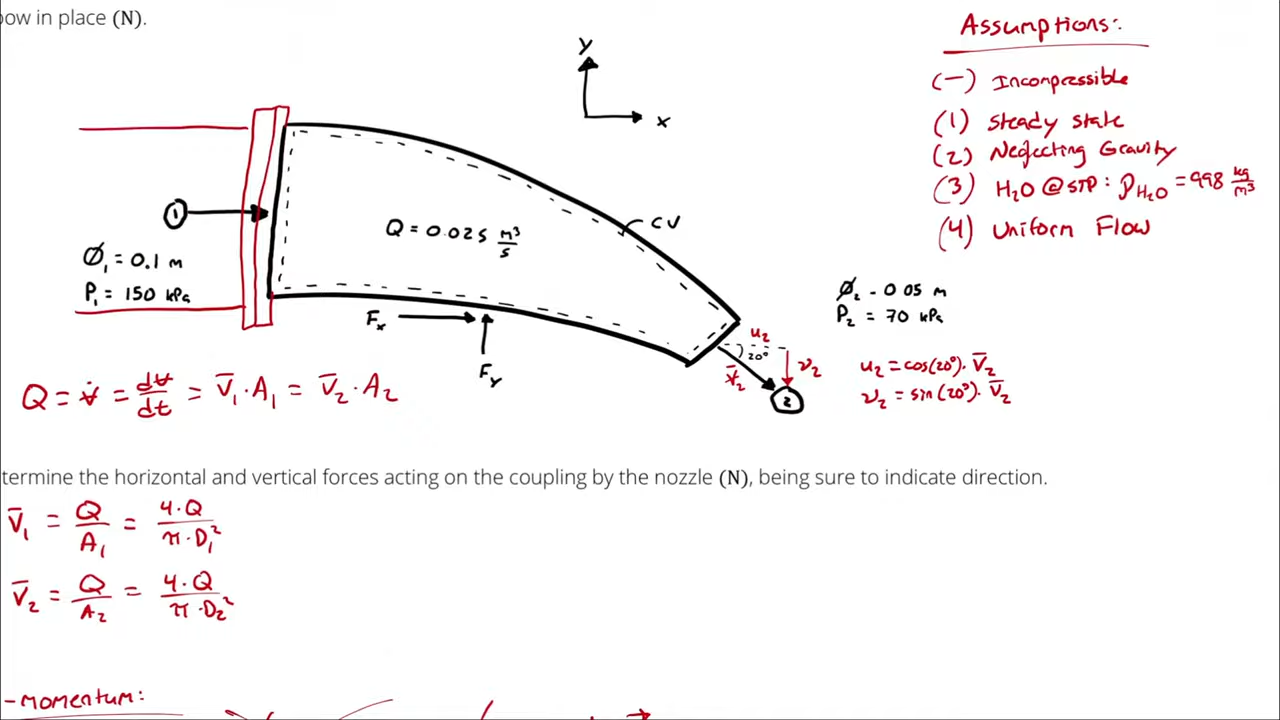 ow in place (N).
Assumptions:
(-) Incompressible
(1) Steady State
(2) Neglecting Gravity
(3) H₂O @ STP : ρH₂O = 998 kg/m³
(4) Uniform Flow
y
x
1
Ø₁ = 0.1 m
P₁ = 150 kPa
Q = 0.025 m³/s
CV
Fx
Fy
Ø₂ - 0.05 m
P₂ = 70 kPa
u₂
20°
V̄₂
v₂
2
u₂ = cos(20°)·V̄₂
v₂ = sin(20°)·V̄₂
Q = V̶̇ = dV̶/dt = V̄₁·A₁ = V̄₂·A₂
termine the horizontal and vertical forces acting on the coupling by the nozzle (N), being sure to indicate direction.
V̄₁ = Q/A₁ = 4·Q/π·D₁²
V̄₂ = Q/A₂ = 4·Q/π·D₂²
-momentum: